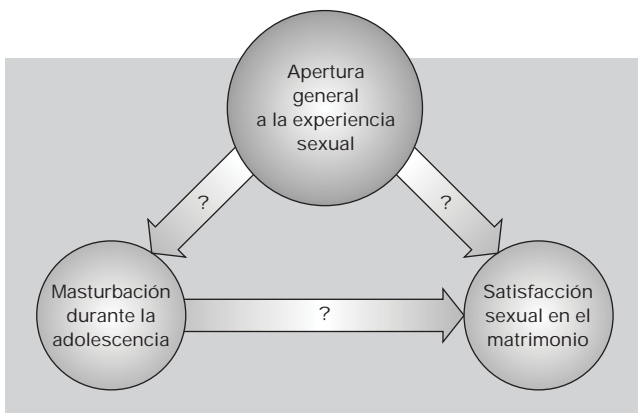 Apertura
general
a la experiencia
sexual
?
?
Masturbación
durante la
adolescencia
?
Satisfacción
sexual en el
matrimonio